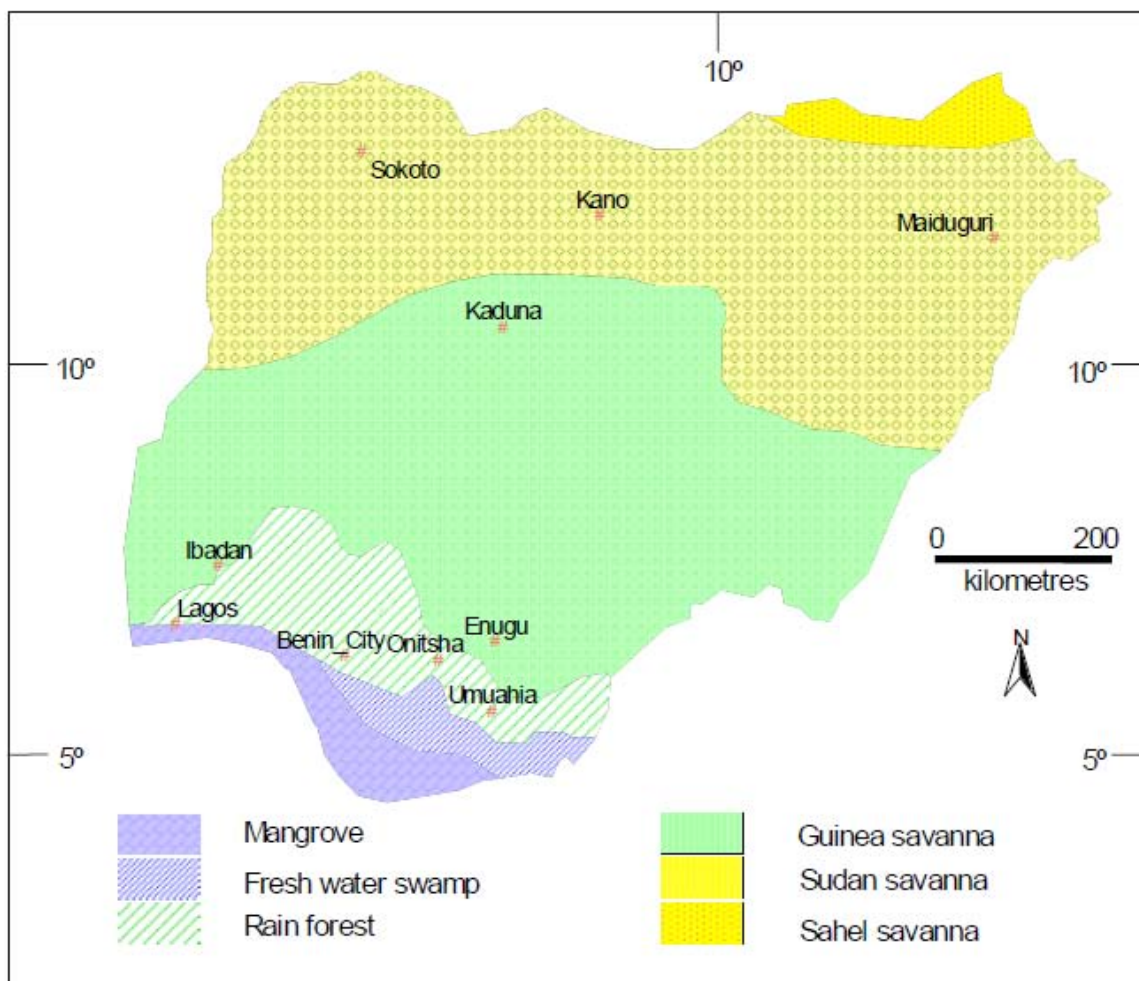 10º
Sokoto
Kano
Maiduguri
Kaduna
10º
10º
Ibadan
0 200
kilometres
Lagos
Benin_City
Onitsha
Enugu
N
Umuahia
5º
5º
Mangrove
Fresh water swamp
Rain forest
Guinea savanna
Sudan savanna
Sahel savanna